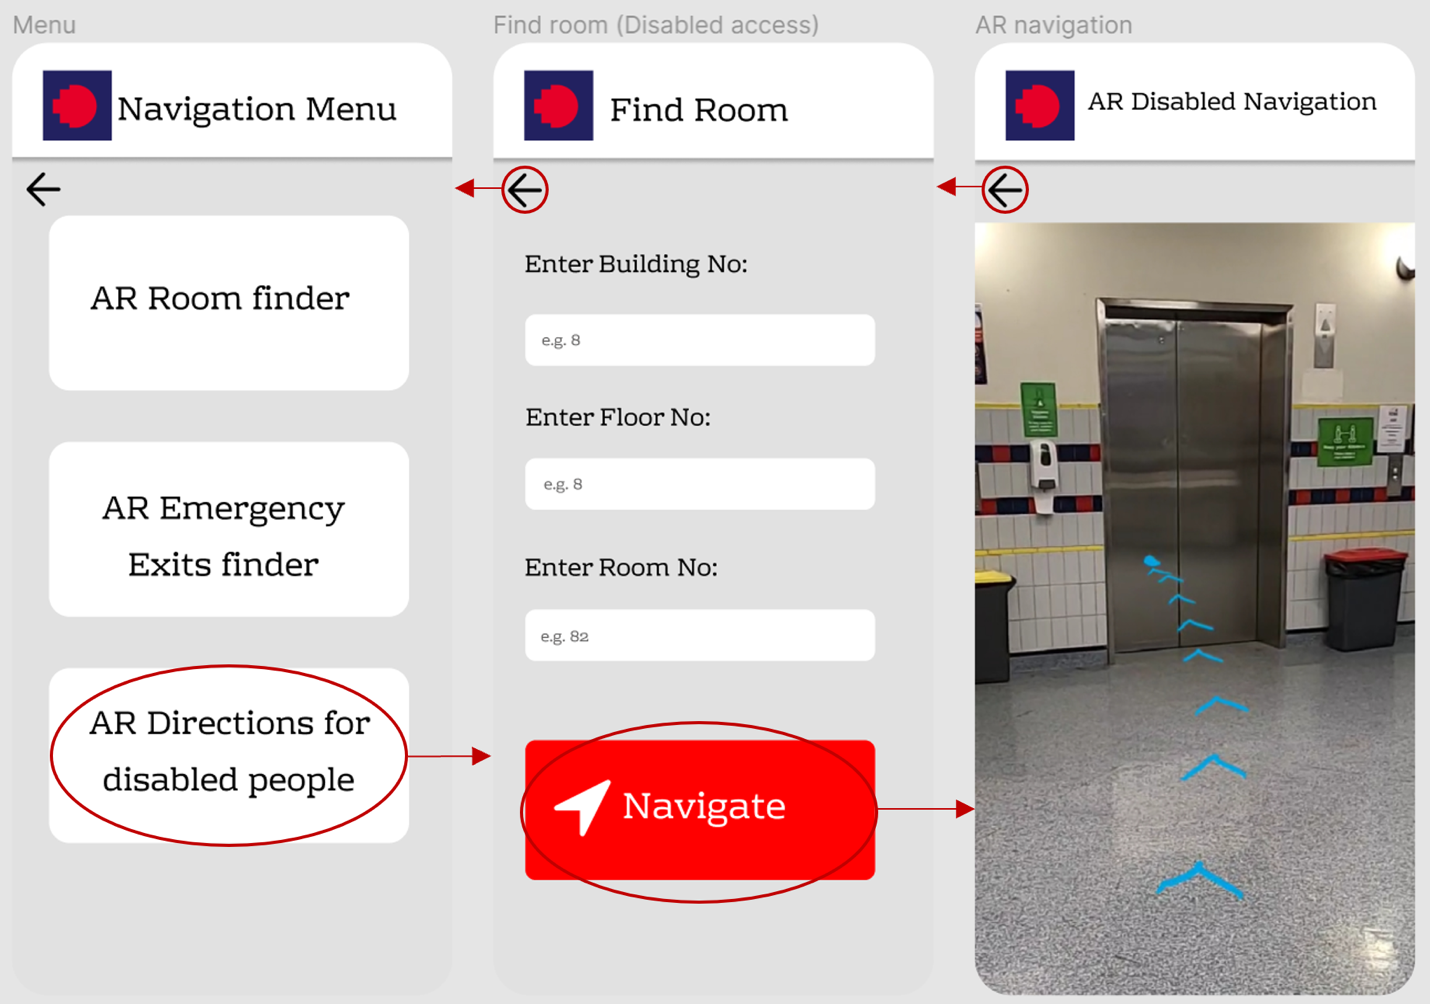 Menu
Navigation Menu
AR Room finder
AR Emergency
Exits finder
AR Directions for
disabled people
Find room (Disabled access)
Find Room
Enter Building No:
e.g. 8
Enter Floor No:
e.g. 8
Enter Room No:
e.g. 82
Navigate
AR navigation
AR Disabled Navigation